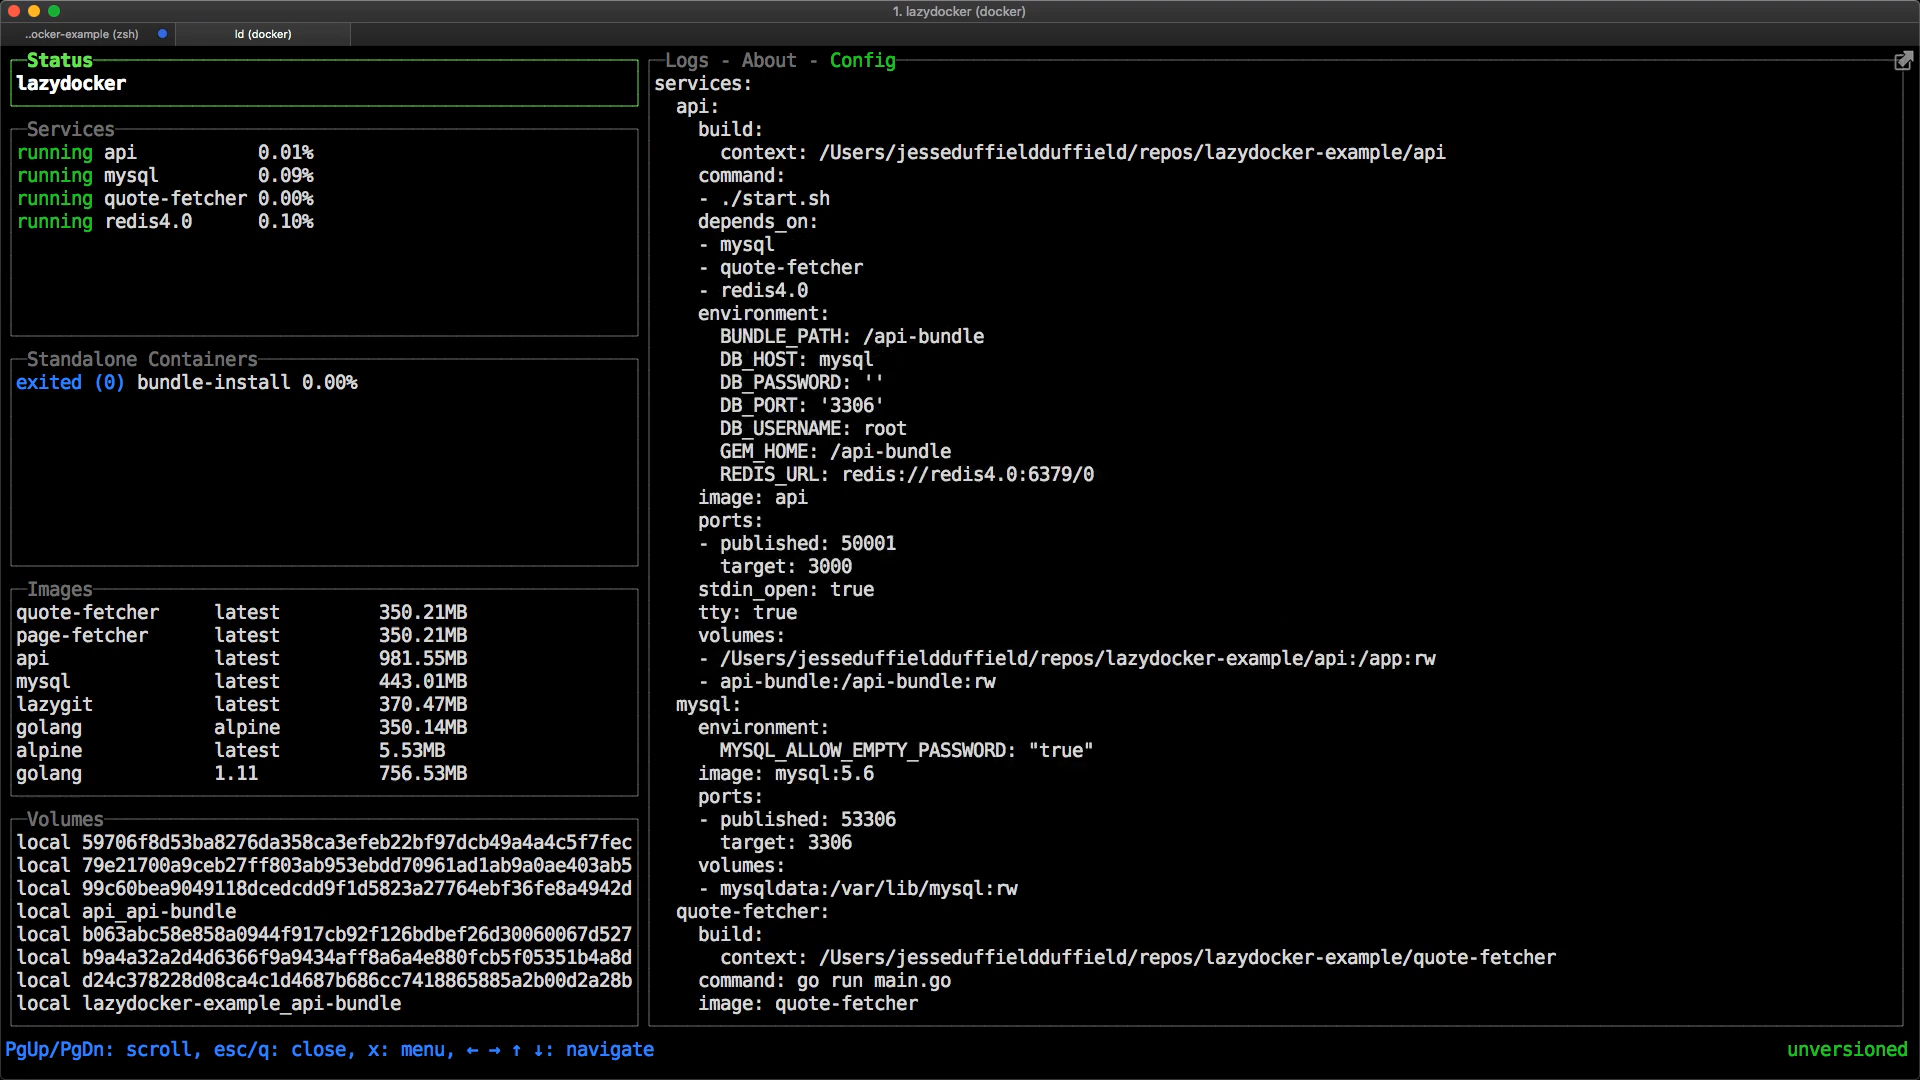 1. lazydocker (docker)
..ocker-example (zsh)
ld (docker)
Status
lazydocker
Services
running api 0.01%
running mysql 0.09%
running quote-fetcher 0.00%
running redis4.0 0.10%
Standalone Containers
exited (0) bundle-install 0.00%
Images
quote-fetcher latest 350.21MB
page-fetcher latest 350.21MB
api latest 981.55MB
mysql latest 443.01MB
lazygit latest 370.47MB
golang alpine 350.14MB
alpine latest 5.53MB
golang 1.11 756.53MB
Volumes
local 59706f8d53ba8276da358ca3efeb22bf97dcb49a4a4c5f7fec
local 79e21700a9ceb27ff803ab953ebdd70961ad1ab9a0ae403ab5
local 99c60bea9049118dcedcdd9f1d5823a27764ebf36fe8a4942d
local api_api-bundle
local b063abc58e858a0944f917cb92f126bdbef26d30060067d527
local b9a4a32a2d4d6366f9a9434aff8a6a4e880fcb5f05351b4a8d
local d24c378228d08ca4c1d4687b686cc7418865885a2b00d2a28b
local lazydocker-example_api-bundle
Logs - About - Config
services:
api:
build:
context: /Users/jesseduffieldduffield/repos/lazydocker-example/api
command:
- ./start.sh
depends_on:
- mysql
- quote-fetcher
- redis4.0
environment:
BUNDLE_PATH: /api-bundle
DB_HOST: mysql
DB_PASSWORD: ''
DB_PORT: '3306'
DB_USERNAME: root
GEM_HOME: /api-bundle
REDIS_URL: redis://redis4.0:6379/0
image: api
ports:
- published: 50001
target: 3000
stdin_open: true
tty: true
volumes:
- /Users/jesseduffieldduffield/repos/lazydocker-example/api:/app:rw
- api-bundle:/api-bundle:rw
mysql:
environment:
MYSQL_ALLOW_EMPTY_PASSWORD: "true"
image: mysql:5.6
ports:
- published: 53306
target: 3306
volumes:
- mysqldata:/var/lib/mysql:rw
quote-fetcher:
build:
context: /Users/jesseduffieldduffield/repos/lazydocker-example/quote-fetcher
command: go run main.go
image: quote-fetcher
PgUp/PgDn: scroll, esc/q: close, x: menu, ← → ↑ ↓: navigate
unversioned